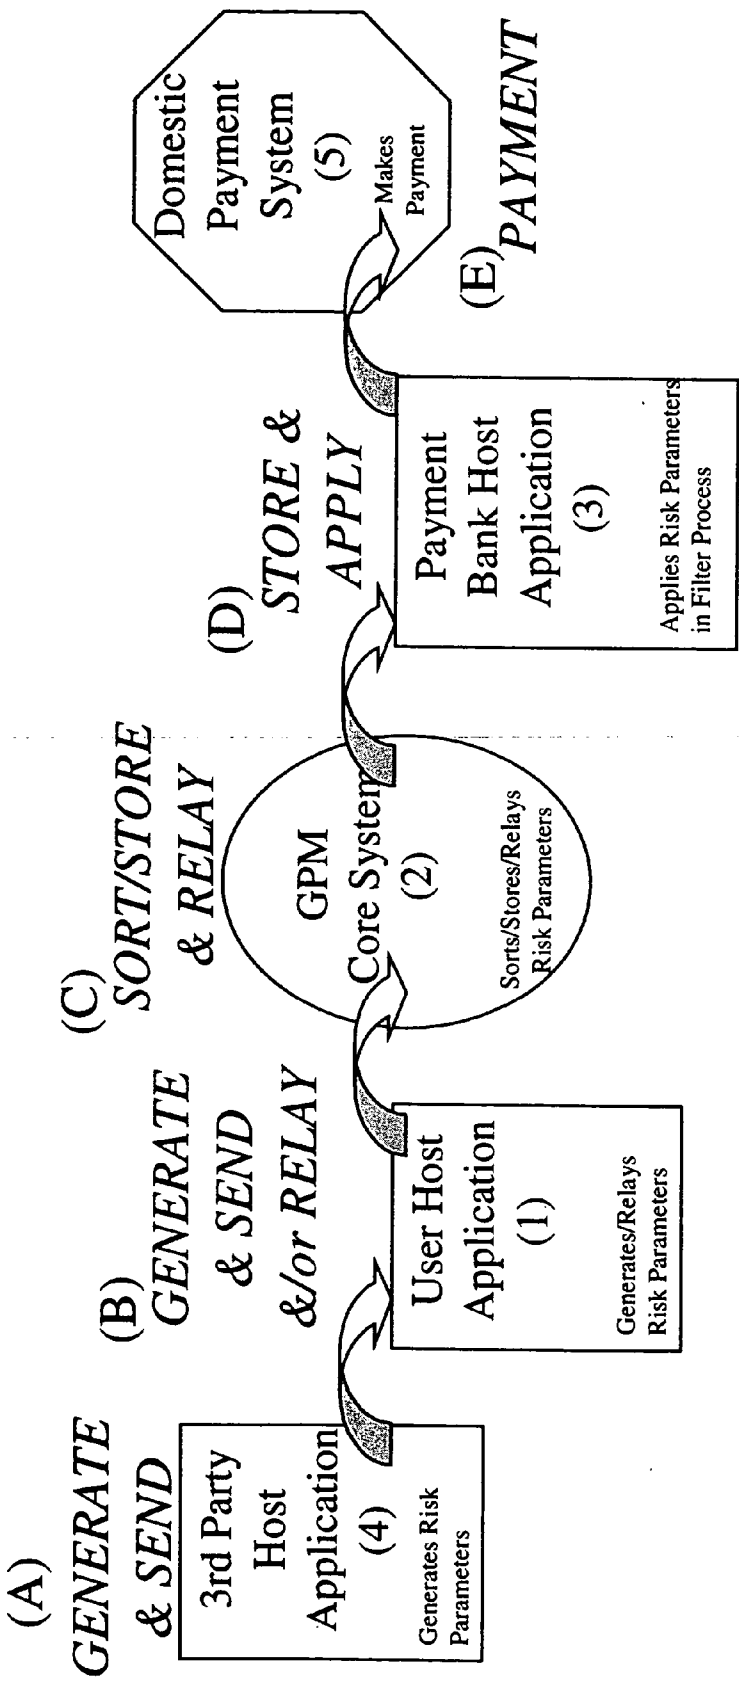 (A)
GENERATE
& SEND
3rd Party
Host
Application
(4)
Generates Risk
Parameters
(B)
GENERATE
& SEND
&/or RELAY
User Host
Application
(1)
Generates/Relays
Risk Parameters
(C)
SORT/STORE
& RELAY
GPM
Core System
(2)
Sorts/Stores/Relays
Risk Parameters
(D)
STORE &
APPLY
Payment
Bank Host
Application
(3)
Applies Risk Parameters
in Filter Process
Domestic
Payment
System
(5)
Makes
Payment
(E)
PAYMENT